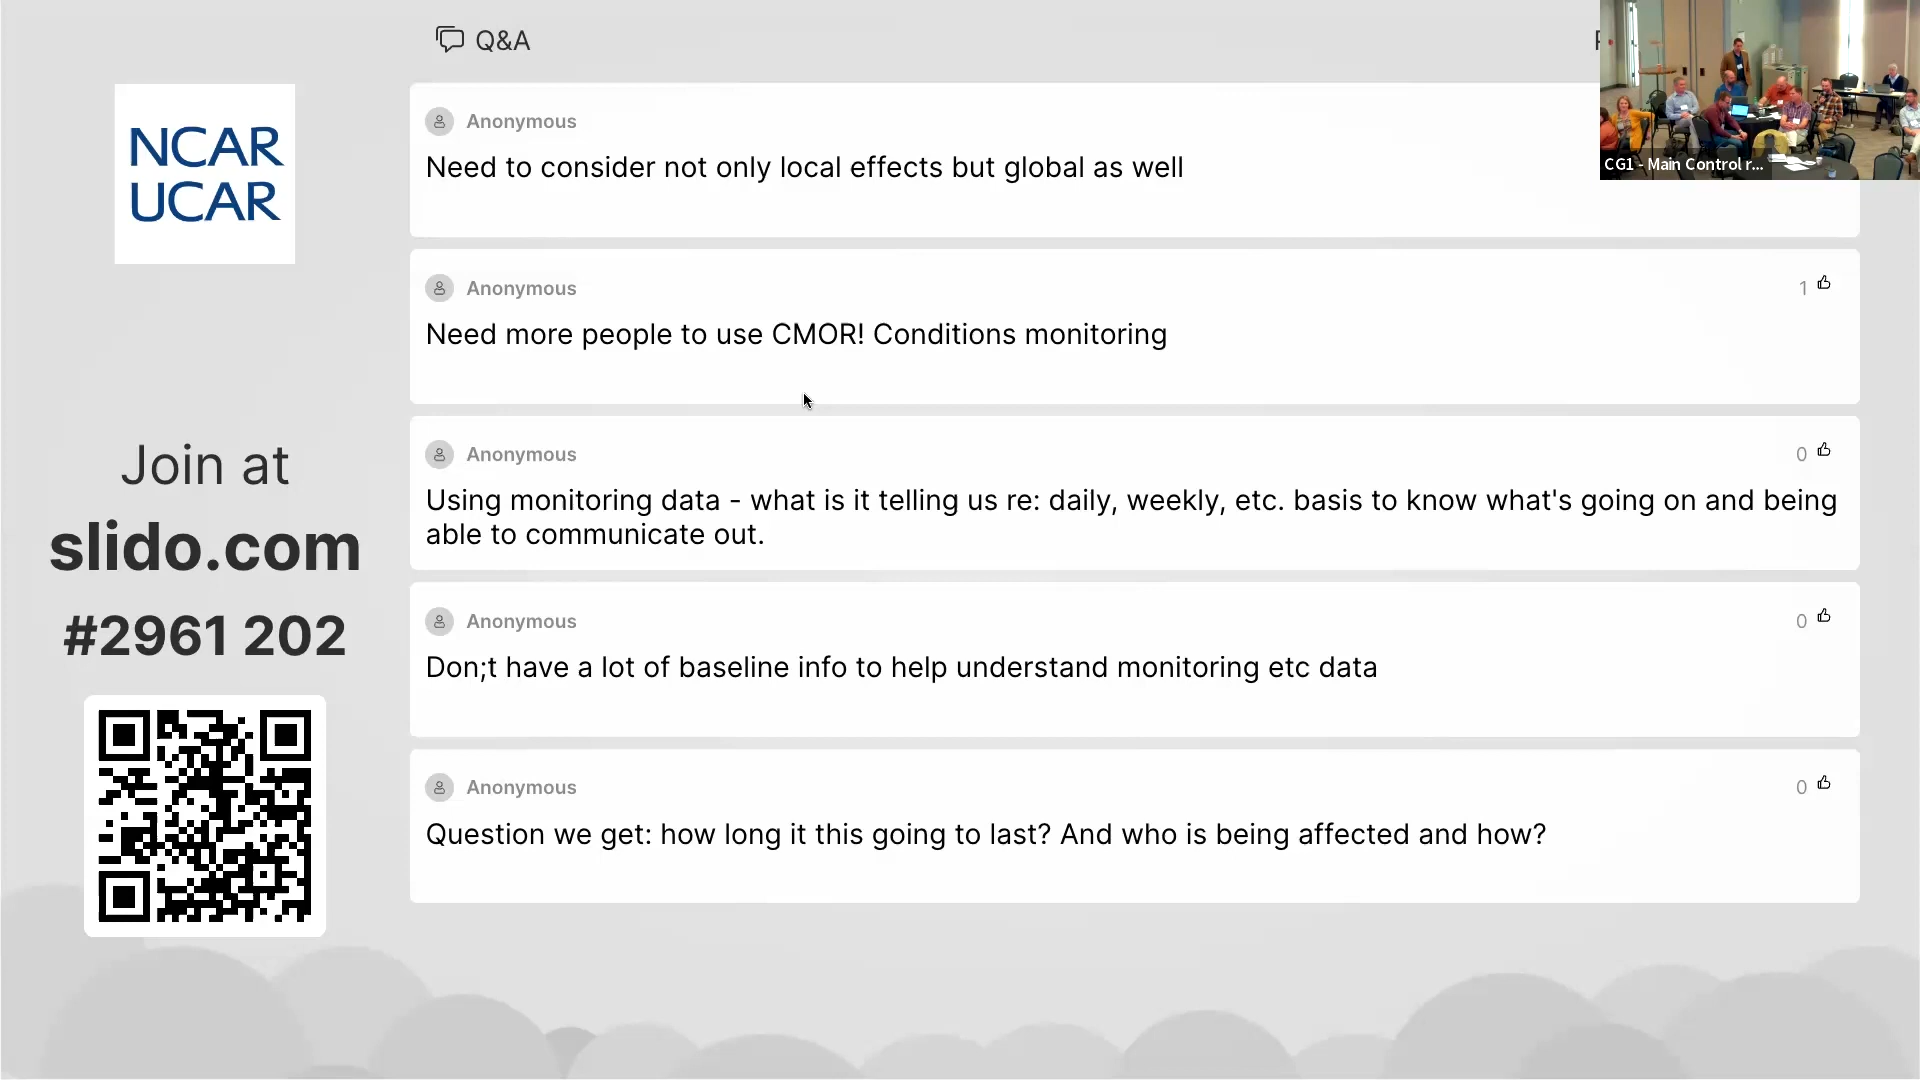 Q&A
NCAR
UCAR
Join at
slido.com
#2961 202
Anonymous
Need to consider not only local effects but global as well
Anonymous
1
Need more people to use CMOR! Conditions monitoring
Anonymous
0
Using monitoring data - what is it telling us re: daily, weekly, etc. basis to know what's going on and being
able to communicate out.
Anonymous
0
Don;t have a lot of baseline info to help understand monitoring etc data
Anonymous
0
Question we get: how long it this going to last? And who is being affected and how?
CG1 - Main Control r...